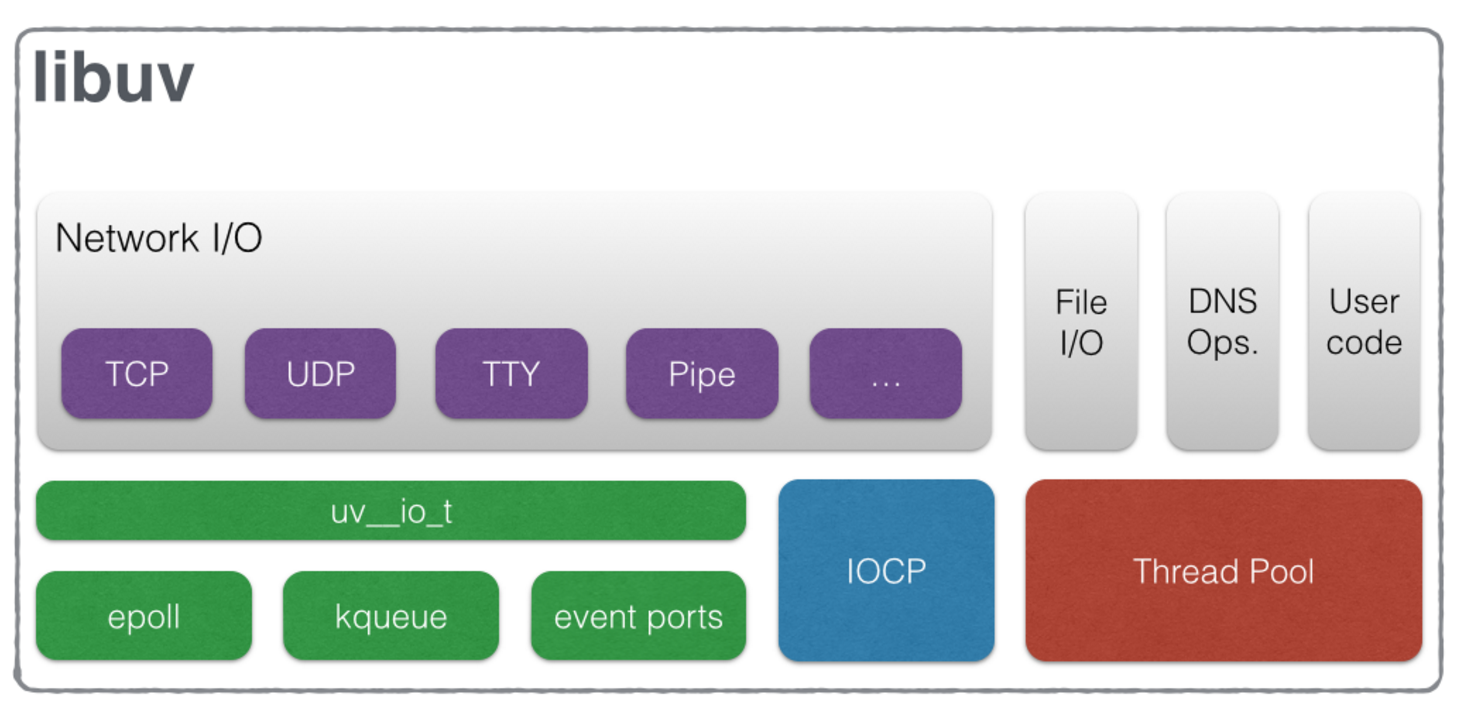 libuv
Network I/O
TCP
UDP
TTY
Pipe
...
File
I/O
DNS
Ops.
User
code
uv__io_t
epoll
kqueue
event ports
IOCP
Thread Pool